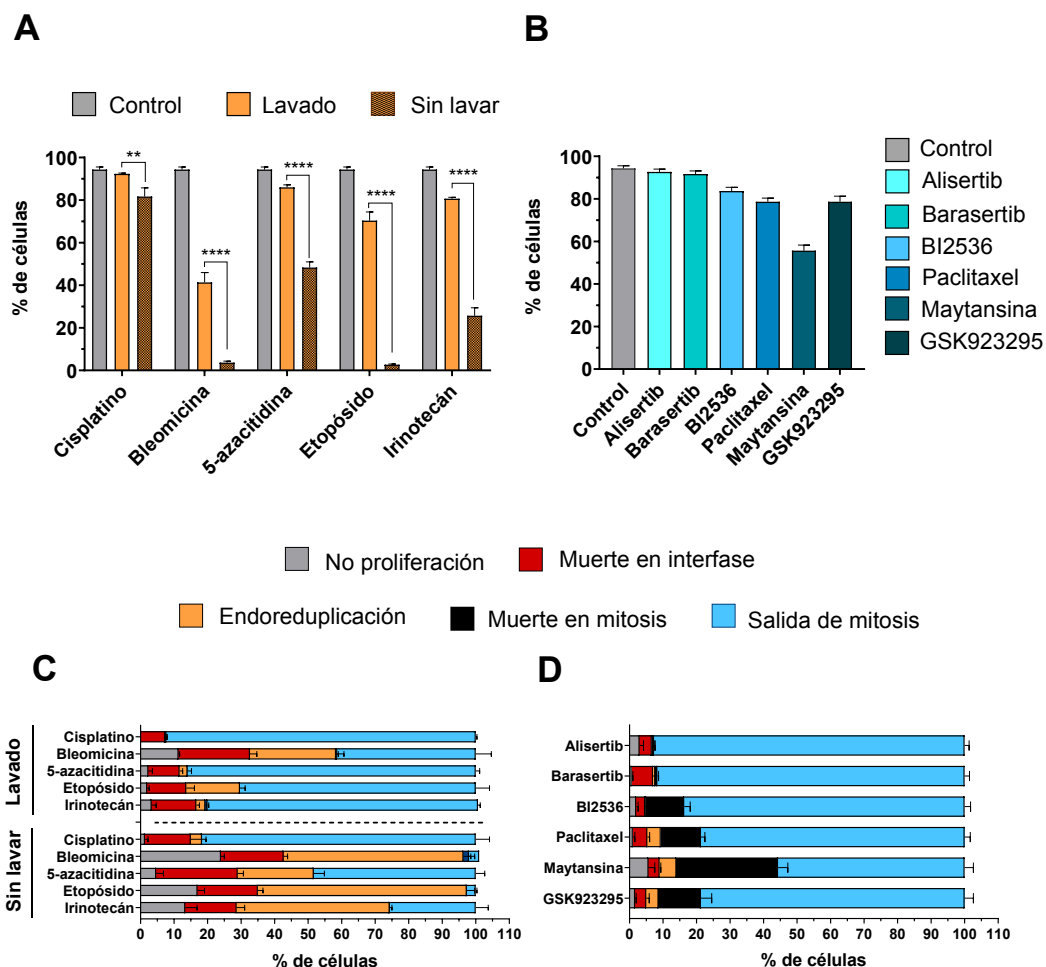 A
Control
Lavado
Sin lavar
% de células
100
80
60
40
20
0
**
****
****
****
****
Cisplatino
Bleomicina
5-azacitidina
Etopósido
Irinotecán
B
% de células
100
80
60
40
20
0
Control
Alisertib
Barasertib
BI2536
Paclitaxel
Maytansina
GSK923295
Control
Alisertib
Barasertib
BI2536
Paclitaxel
Maytansina
GSK923295
No proliferación
Muerte en interfase
Endoreduplicación
Muerte en mitosis
Salida de mitosis
C
Lavado
Cisplatino
Bleomicina
5-azacitidina
Etopósido
Irinotecán
Sin lavar
Cisplatino
Bleomicina
5-azacitidina
Etopósido
Irinotecán
0 10 20 30 40 50 60 70 80 90 100 110
% de células
D
Alisertib
Barasertib
BI2536
Paclitaxel
Maytansina
GSK923295
0 10 20 30 40 50 60 70 80 90 100 110
% de células